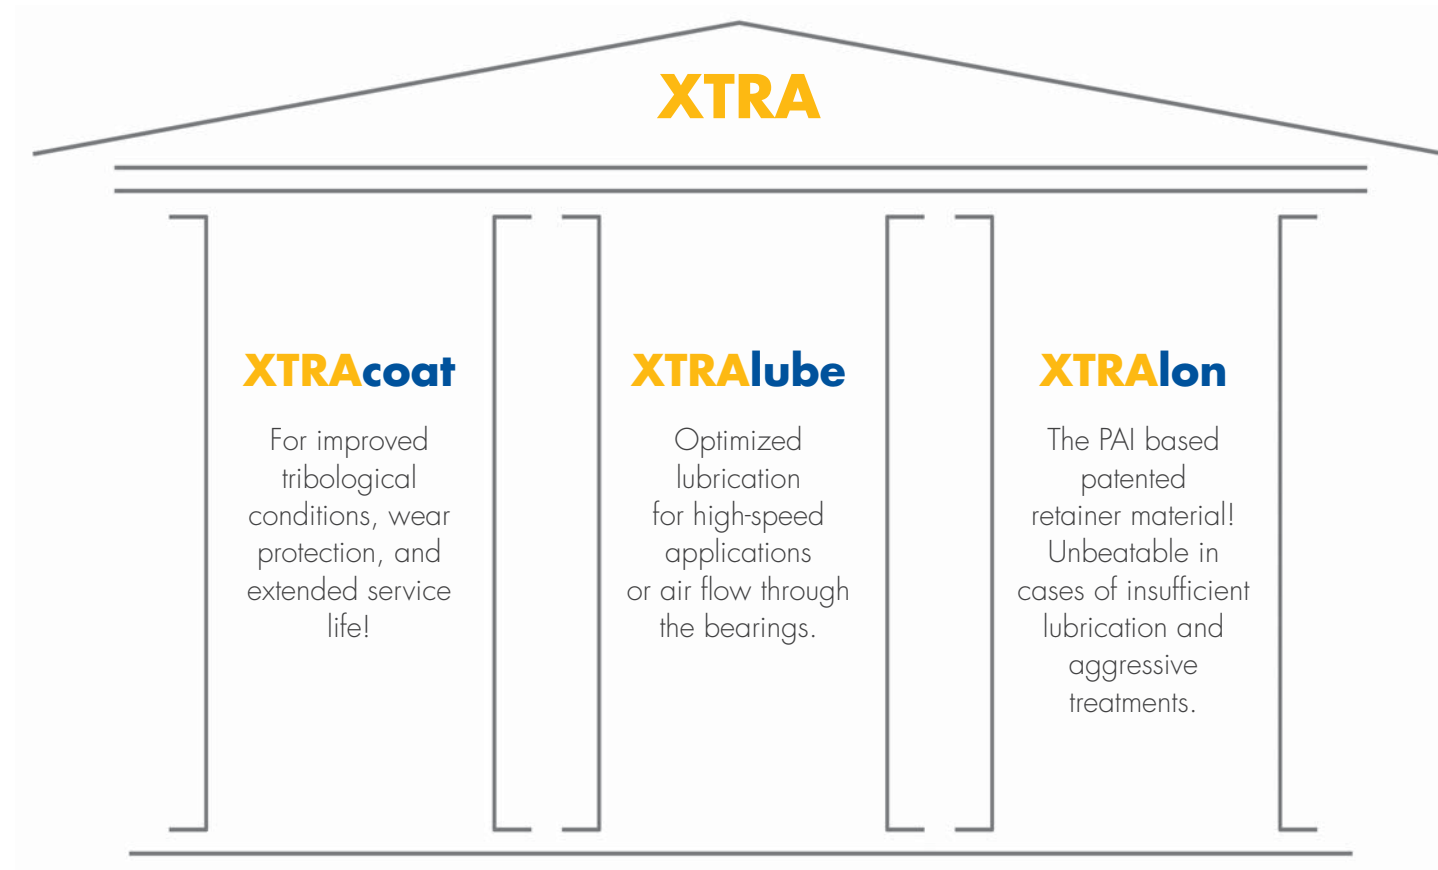 XTRA
XTRAcoat
For improved
tribological
conditions, wear
protection, and
extended service
life!
XTRAlube
Optimized
lubrication
for high-speed
applications
or air flow through
the bearings.
XTRAlon
The PAI based
patented
retainer material!
Unbeatable in
cases of insufficient
lubrication and
aggressive
treatments.